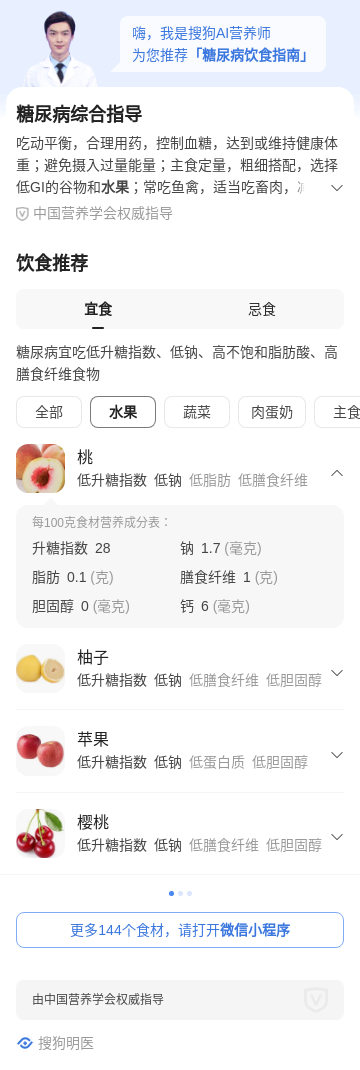 嗨，我是搜狗AI营养师
为您推荐「糖尿病饮食指南」
糖尿病综合指导
吃动平衡，合理用药，控制血糖，达到或维持健康体
重；避免摄入过量能量；主食定量，粗细搭配，选择
低GI的谷物和水果；常吃鱼禽，适当吃畜肉，
中国营养学会权威指导
饮食推荐
宜食 忌食
糖尿病宜吃低升糖指数、低钠、高不饱和脂肪酸、高
膳食纤维食物
全部 水果 蔬菜 肉蛋奶 主食
桃
低升糖指数 低钠 低脂肪 低膳食纤维
每100克食材营养成分表：
升糖指数 28 钠 1.7 (毫克)
脂肪 0.1 (克) 膳食纤维 1 (克)
胆固醇 0 (毫克) 钙 6 (毫克)
柚子
低升糖指数 低钠 低膳食纤维 低胆固醇
苹果
低升糖指数 低钠 低蛋白质 低胆固醇
樱桃
低升糖指数 低钠 低膳食纤维 低胆固醇
更多144个食材，请打开微信小程序
由中国营养学会权威指导
搜狗明医